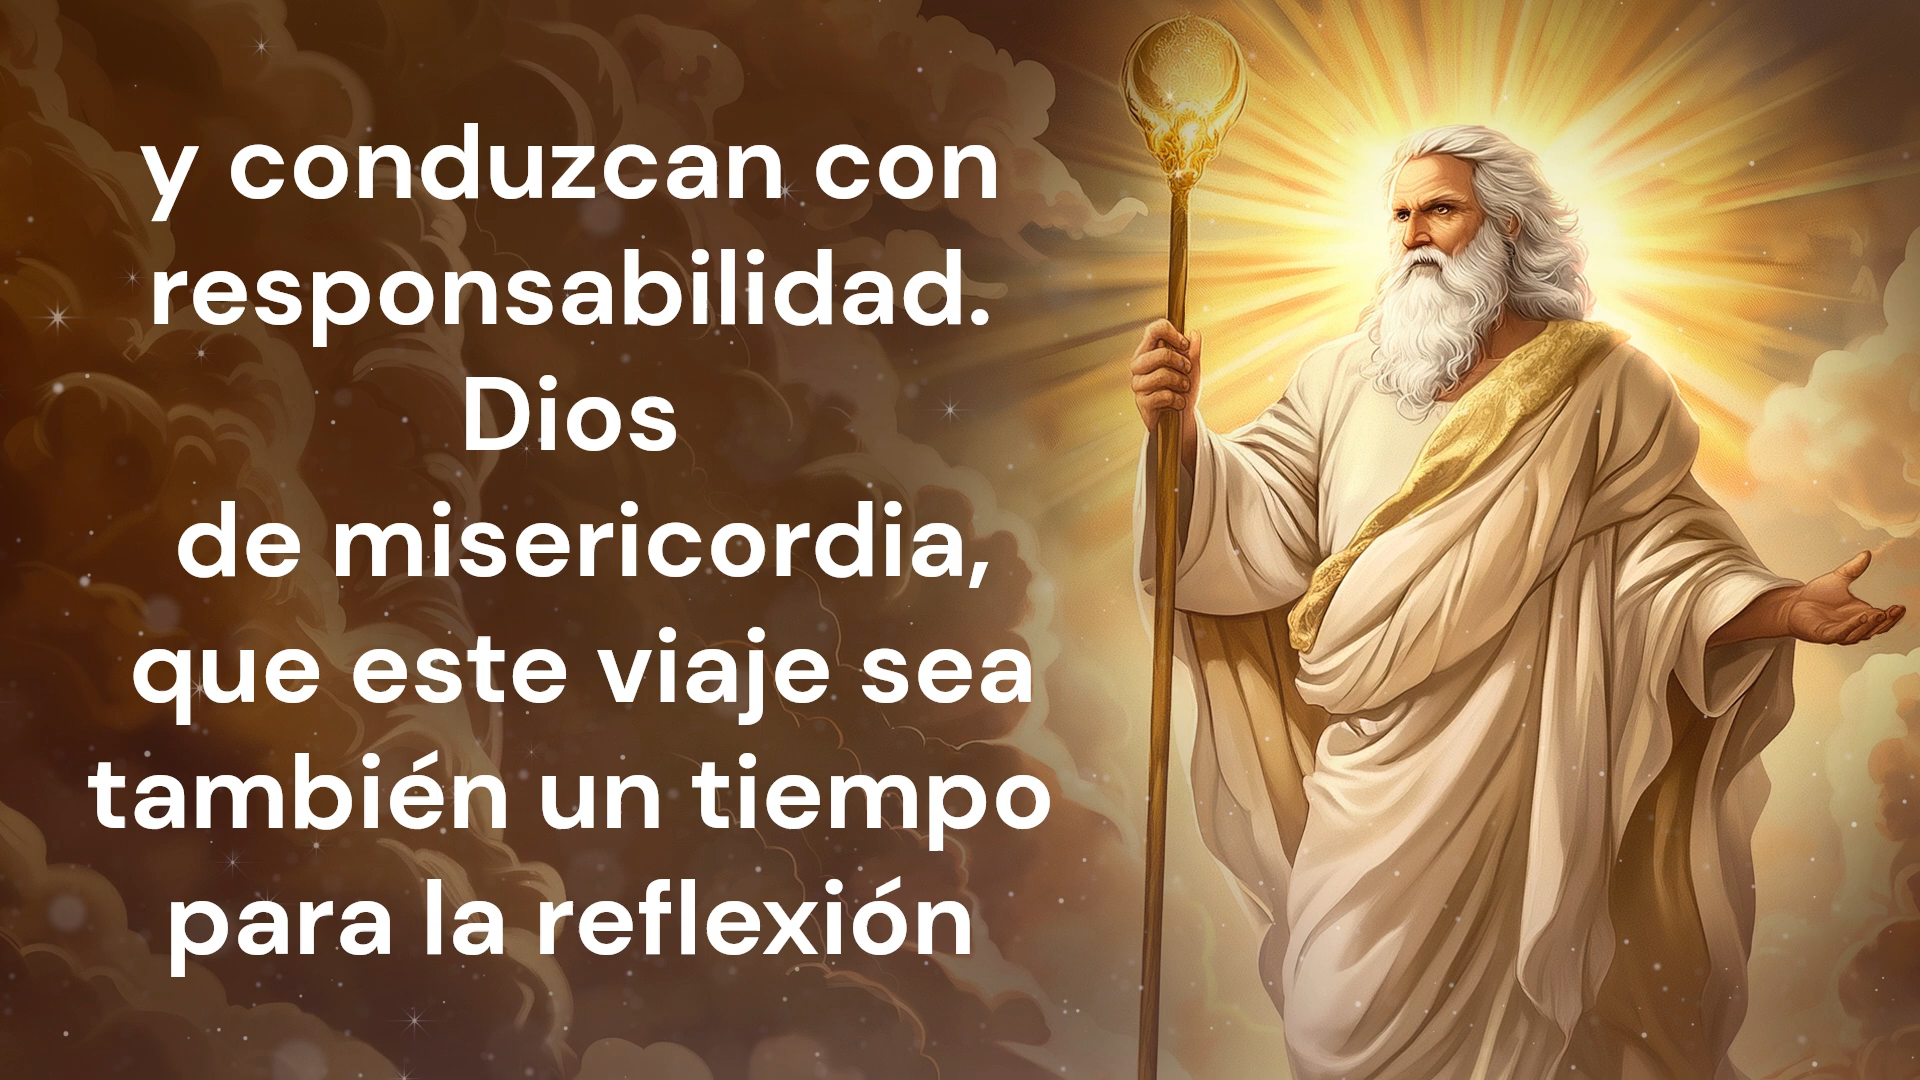 y conduzcan con
responsabilidad.
Dios
de misericordia,
que este viaje sea
también un tiempo
para la reflexión